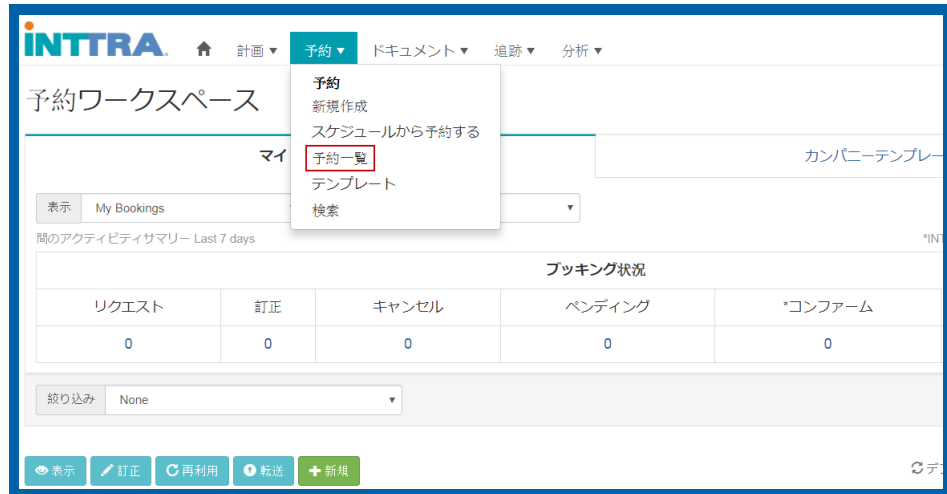 INTTRA 計画 ▼ 予約 ▼ ドキュメント ▼ 追跡 ▼ 分析 ▼
予約
新規作成
スケジュールから予約する
予約一覧
テンプレート
検索
予約ワークスペース
マイ カンパニーテンプレー
表示 My Bookings
間のアクティビティサマリー Last 7 days *INT
ブッキング状況
リクエスト 訂正 キャンセル ペンディング *コンファーム
0 0 0 0 0
絞り込み None
表示 訂正 再利用 転送 新規 デフ